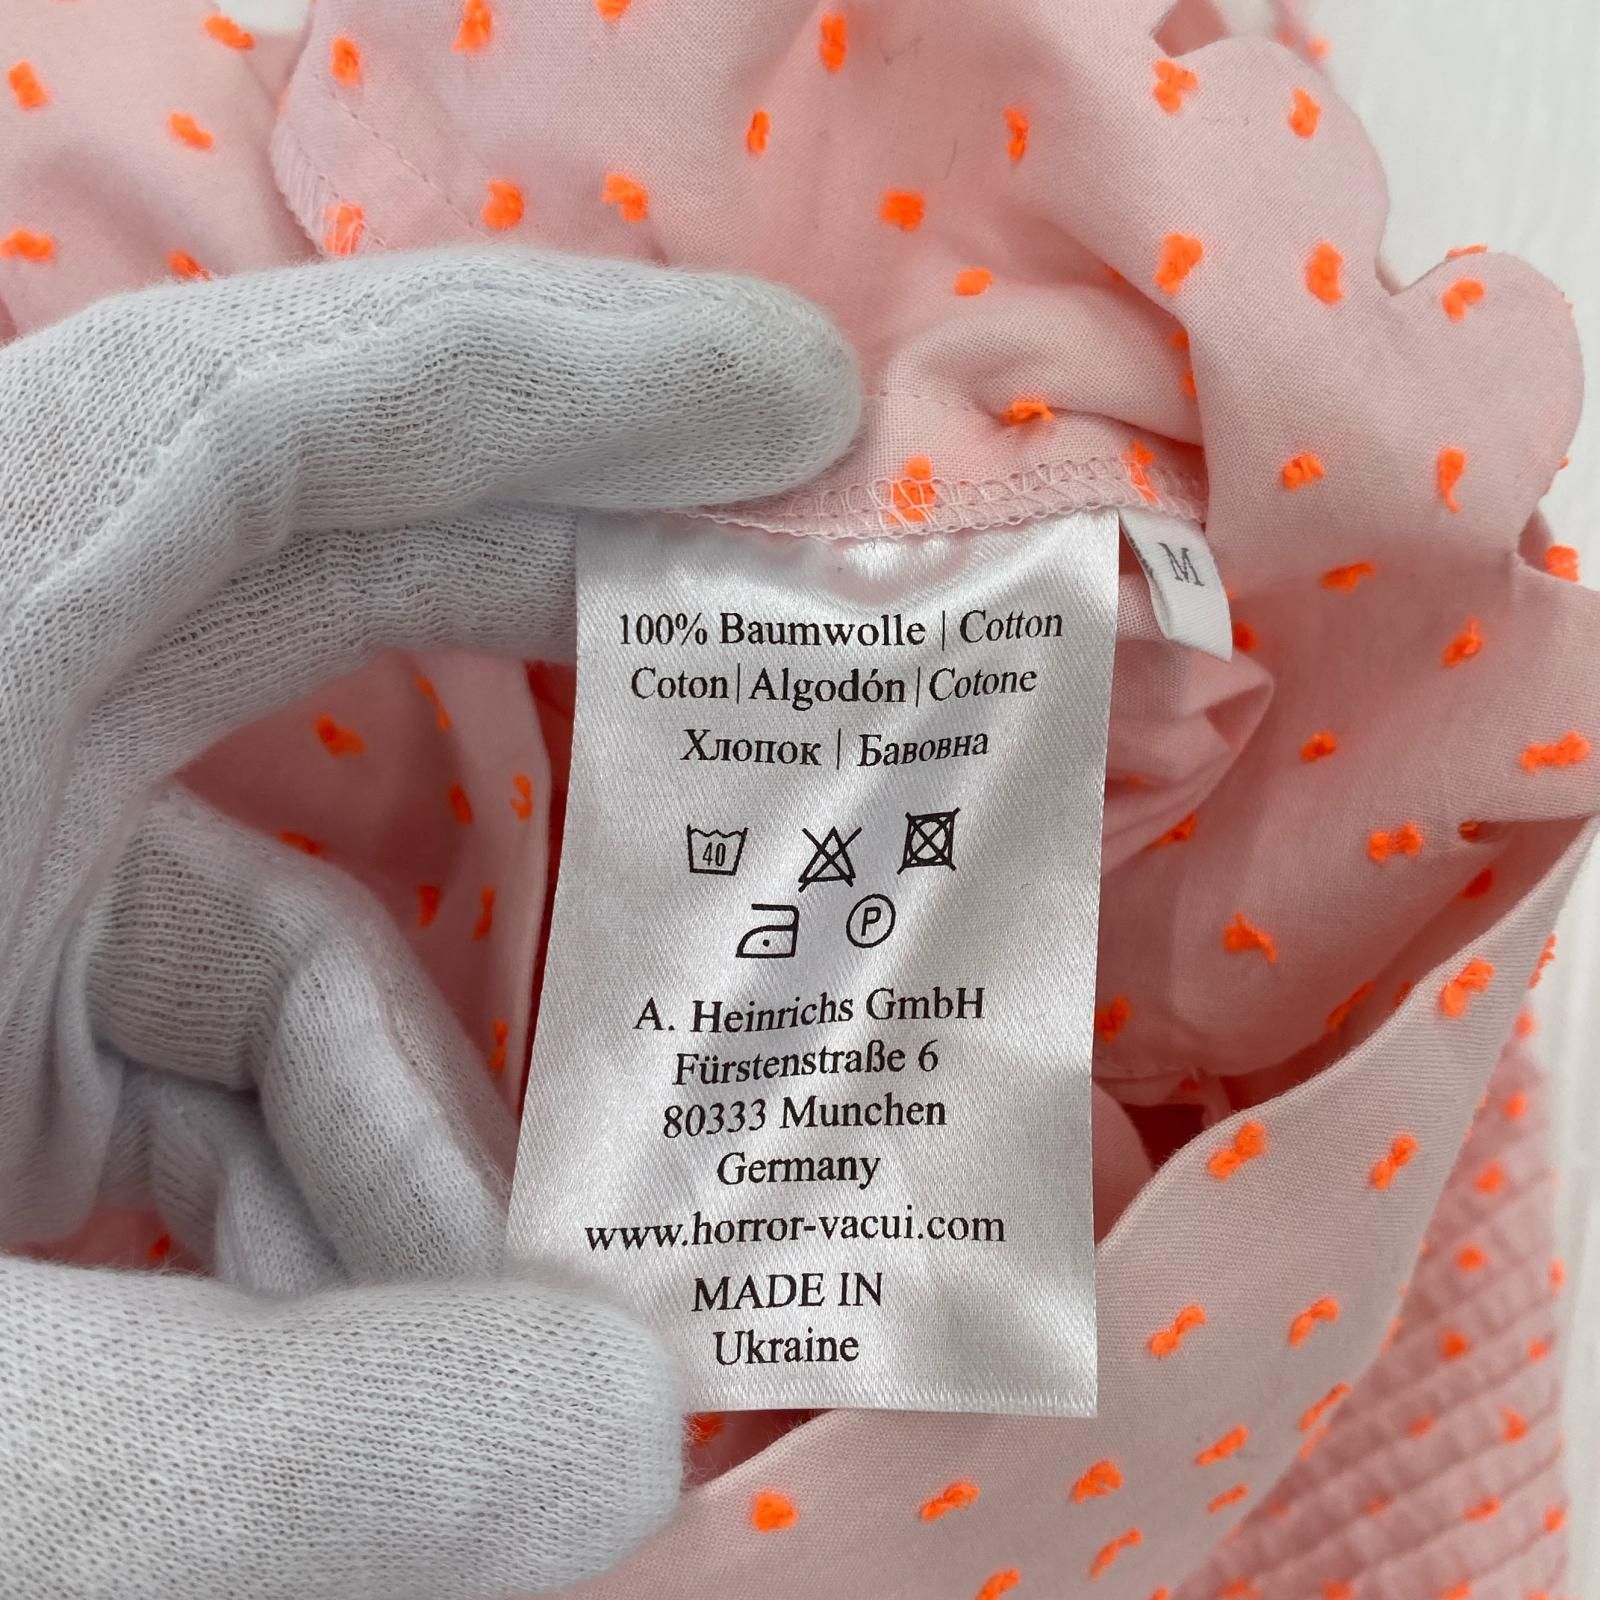 100% Baumwolle | Cotton
Coton | Algodón | Cotone
Хлопок | Бавовна
40
P
A. Heinrichs GmbH
Fürstenstraße 6
80333 Munchen
Germany
www.horror-vacui.com
MADE IN
Ukraine
M